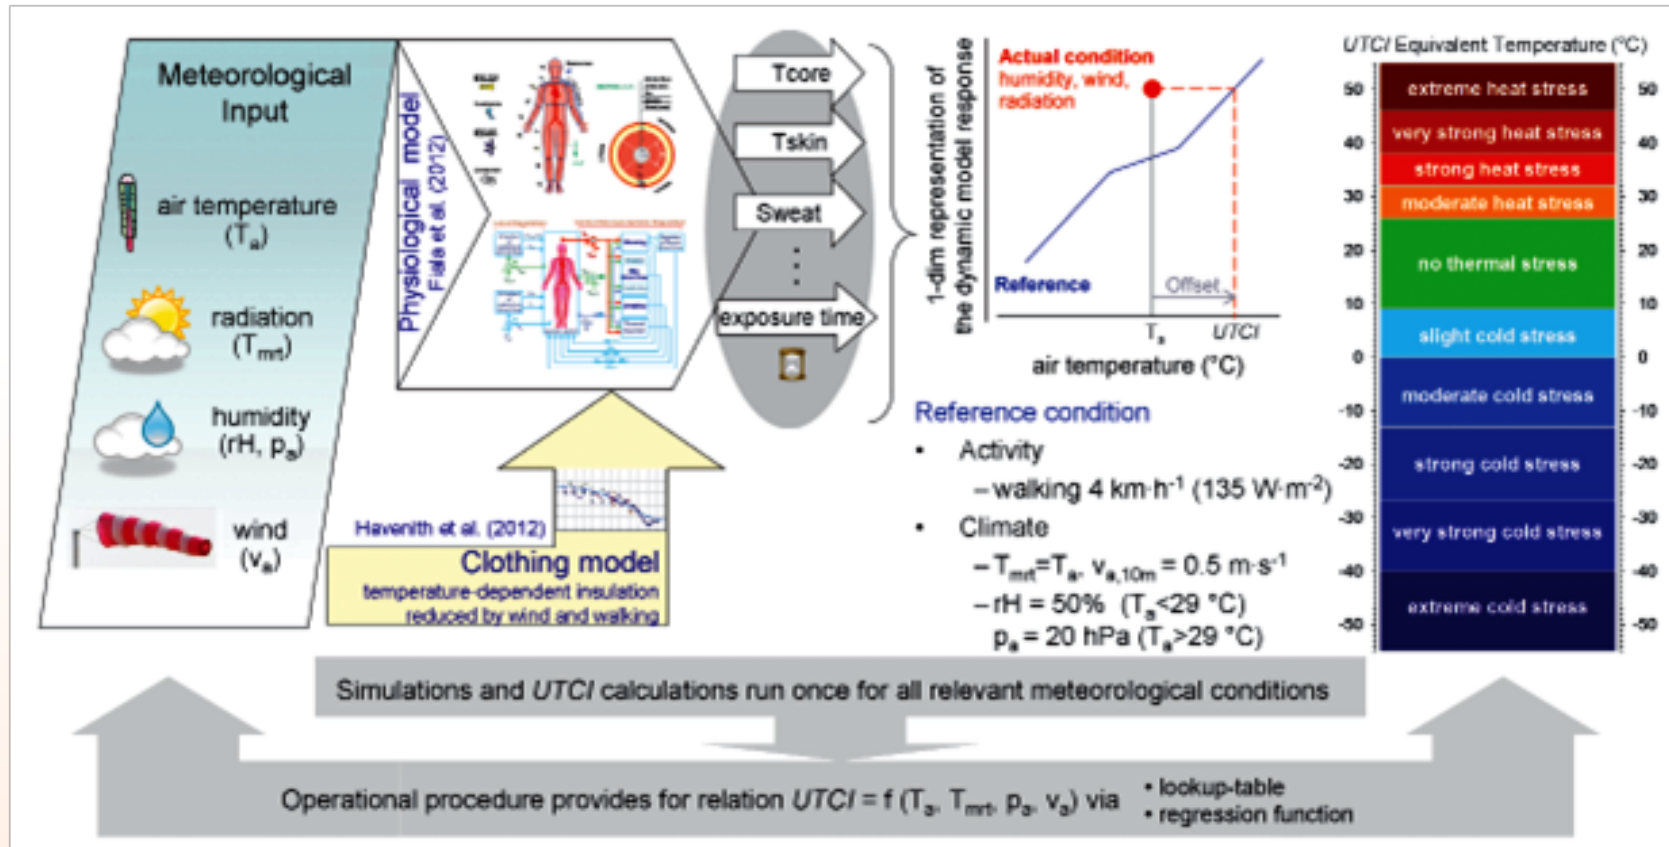 Meteorological
Input
air temperature
(Ta)
radiation
(Tmrt)
humidity
(rH, pa)
wind
(va)
Physiological model
Fiala et al. (2012)
Havenith et al. (2012)
Clothing model
temperature-dependent insulation
reduced by wind and walking
Tcore
Tskin
Sweat
exposure time
1-dim representation of
the dynamic model response
Actual condition
humidity, wind,
radiation
Reference
Offset
Ta
UTCI
air temperature (°C)
Reference condition
• Activity
– walking 4 km·h-1 (135 W·m-2)
• Climate
– Tmrt=Ta, va,10m = 0.5 m·s-1
– rH = 50% (Ta<29 °C)
pa = 20 hPa (Ta>29 °C)
UTCI Equivalent Temperature (°C)
50 extreme heat stress 50
very strong heat stress
40 40
strong heat stress
30 moderate heat stress 30
20 20
no thermal stress
10 10
slight cold stress
0 0
moderate cold stress
-10 -10
-20 strong cold stress -20
-30 very strong cold stress -30
-40 -40
extreme cold stress
-50 -50
Simulations and UTCI calculations run once for all relevant meteorological conditions
Operational procedure provides for relation UTCI = f (Ta, Tmrt, pa, va) via
• lookup-table
• regression function